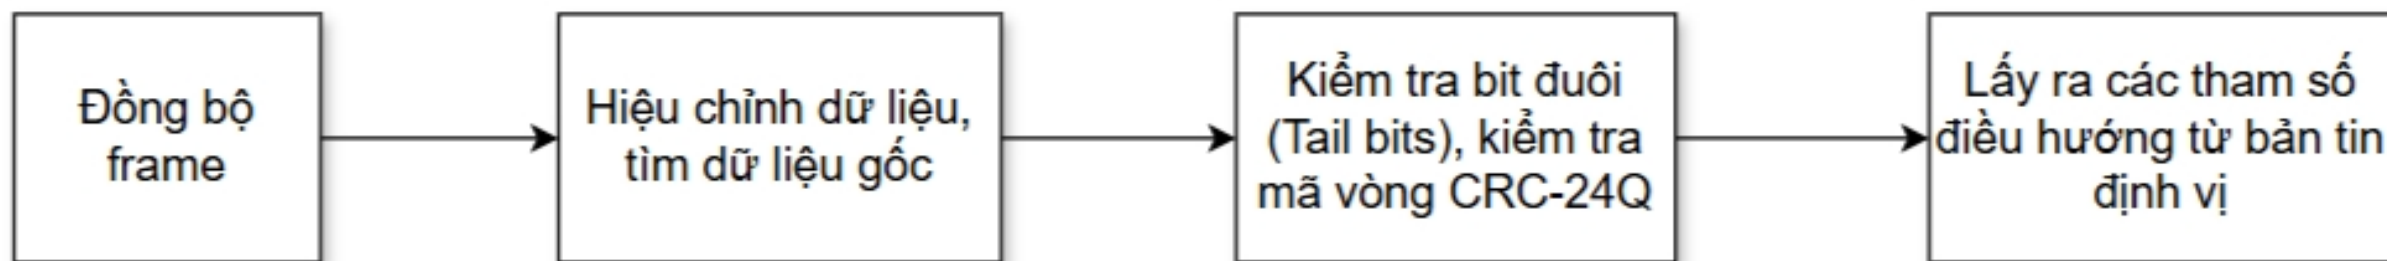 Đồng bộ
frame
Hiệu chỉnh dữ liệu,
tìm dữ liệu gốc
Kiểm tra bit đuôi
(Tail bits), kiểm tra
mã vòng CRC-24Q
Lấy ra các tham số
điều hướng từ bản tin
định vị